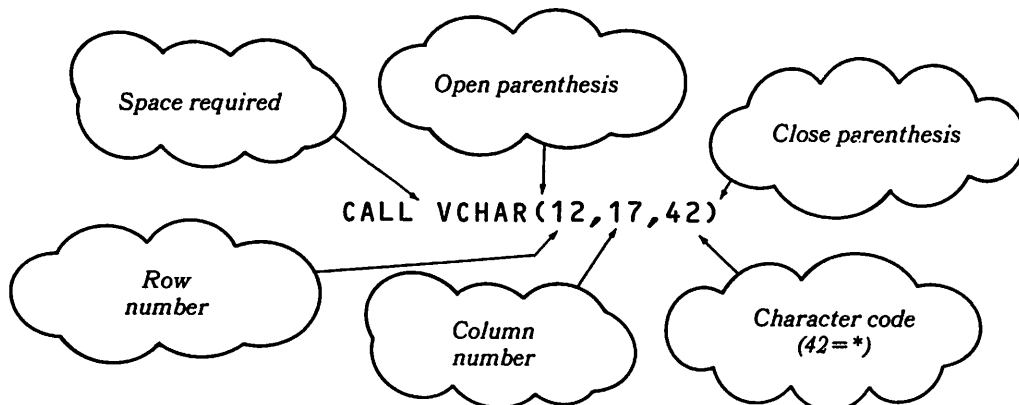 Space required
Open parenthesis
Close parenthesis
CALL VCHAR(12,17,42)
Row
number
Column
number
Character code
(42=*)